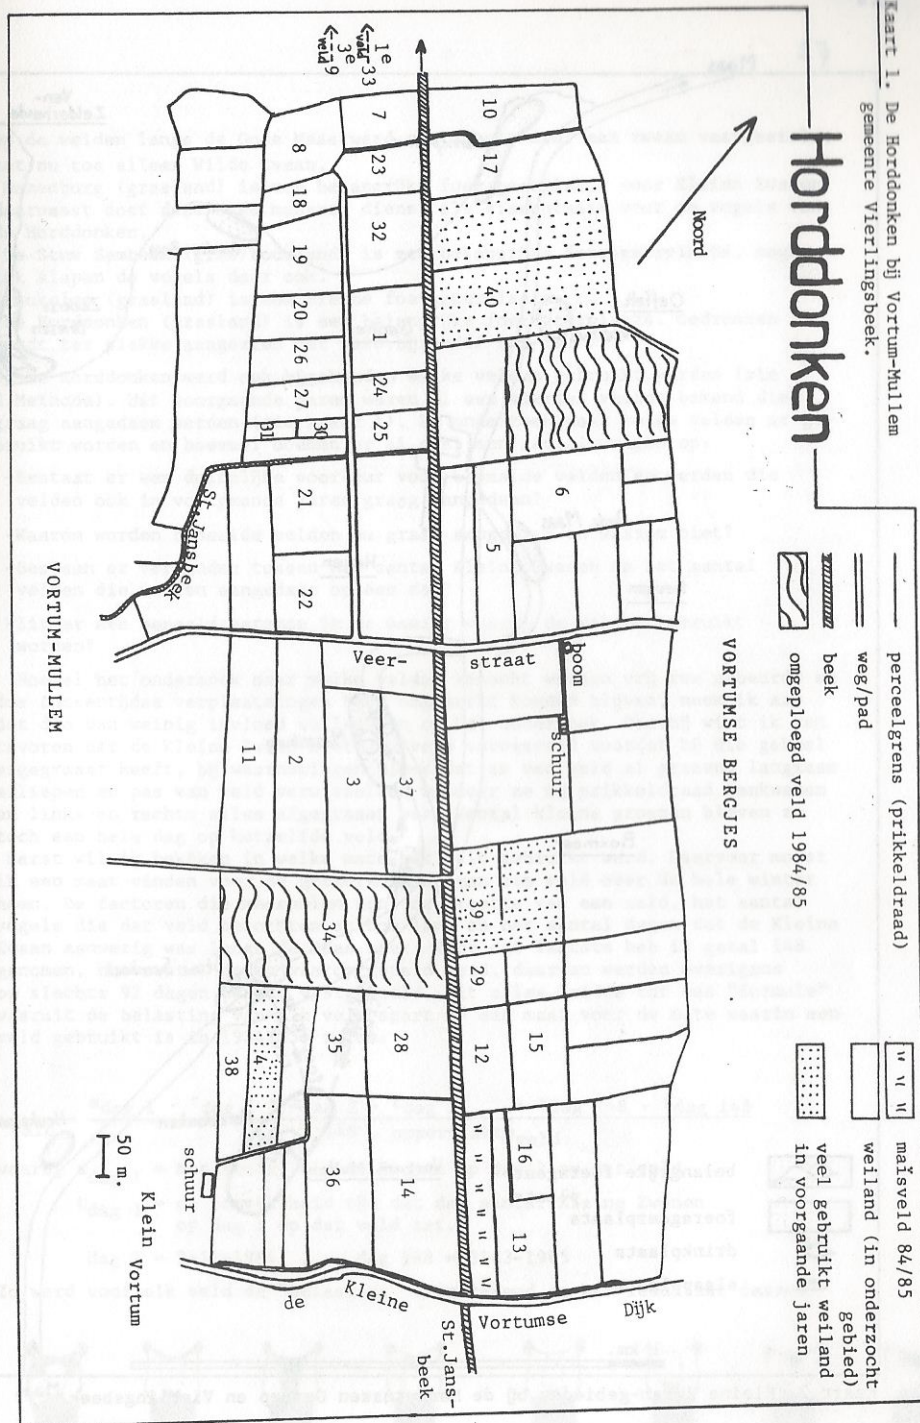 Kaart 1. De Horddonken bij Vortum-Mullem
gemeente Vierlingsbeek.
Horddonken
Noord
perceelgrens (prikkeldraad)
weg/pad
beek
omgeploegd veld 1984/85
maïsveld 84/85
weiland (in onderzocht
gebied)
veel gebruikt weiland
in voorgaande jaren
VORTUMSE BERGJES
1e
veld 33
3e
veld 9
10
17
40
7
23
32
1
24
25
8
18
19
20
26
27
30
31
21
22
6
5
St.Jansbeek
VORTUM-MULLEM
Veer-
straat
boom
schuur
11
2
37
39
29
34
12
15
28
35
4
38
16
13
14
36
schuur
50 m.
Klein Vortum
de
Kleine
Vortumse
Dijk
St.Jans-
beek